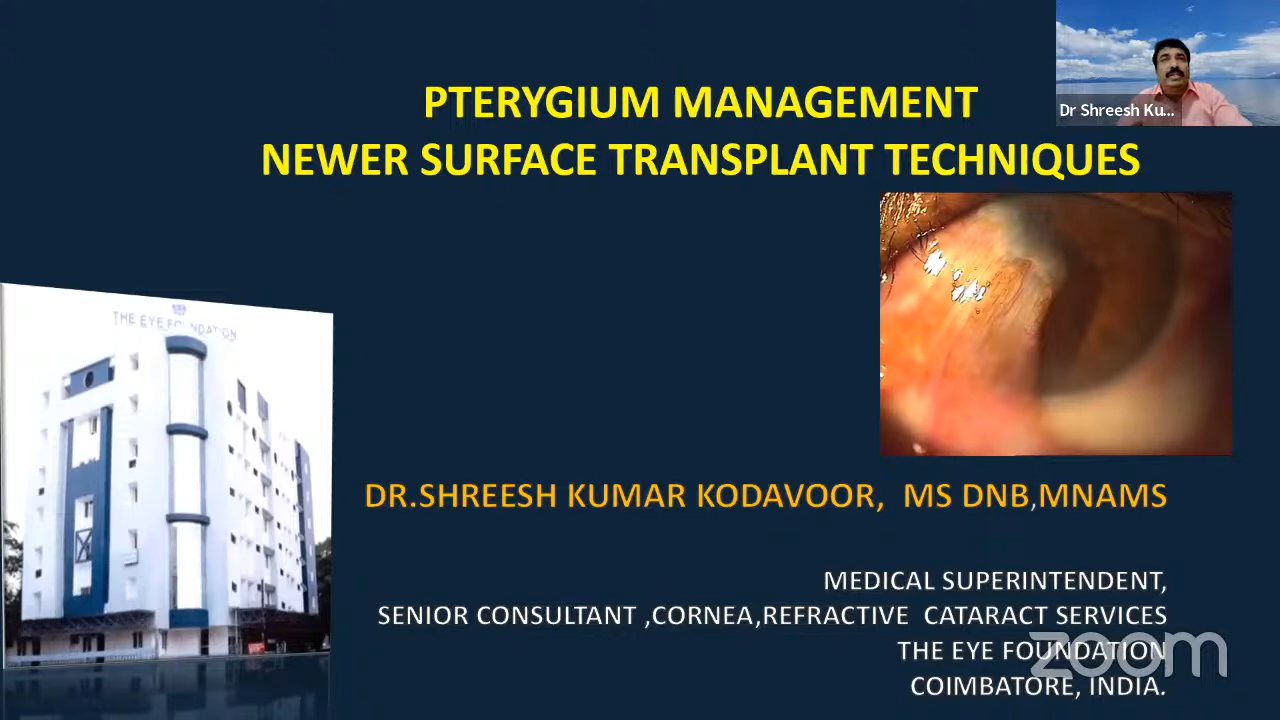 PTERYGIUM MANAGEMENT
NEWER SURFACE TRANSPLANT TECHNIQUES
Dr Shreesh Ku...
THE EYE FOUNDATION
DR.SHREESH KUMAR KODAVOOR, MS DNB,MNAMS
MEDICAL SUPERINTENDENT,
SENIOR CONSULTANT ,CORNEA,REFRACTIVE CATARACT SERVICES
THE EYE FOUNDATION
COIMBATORE, INDIA.
zoom